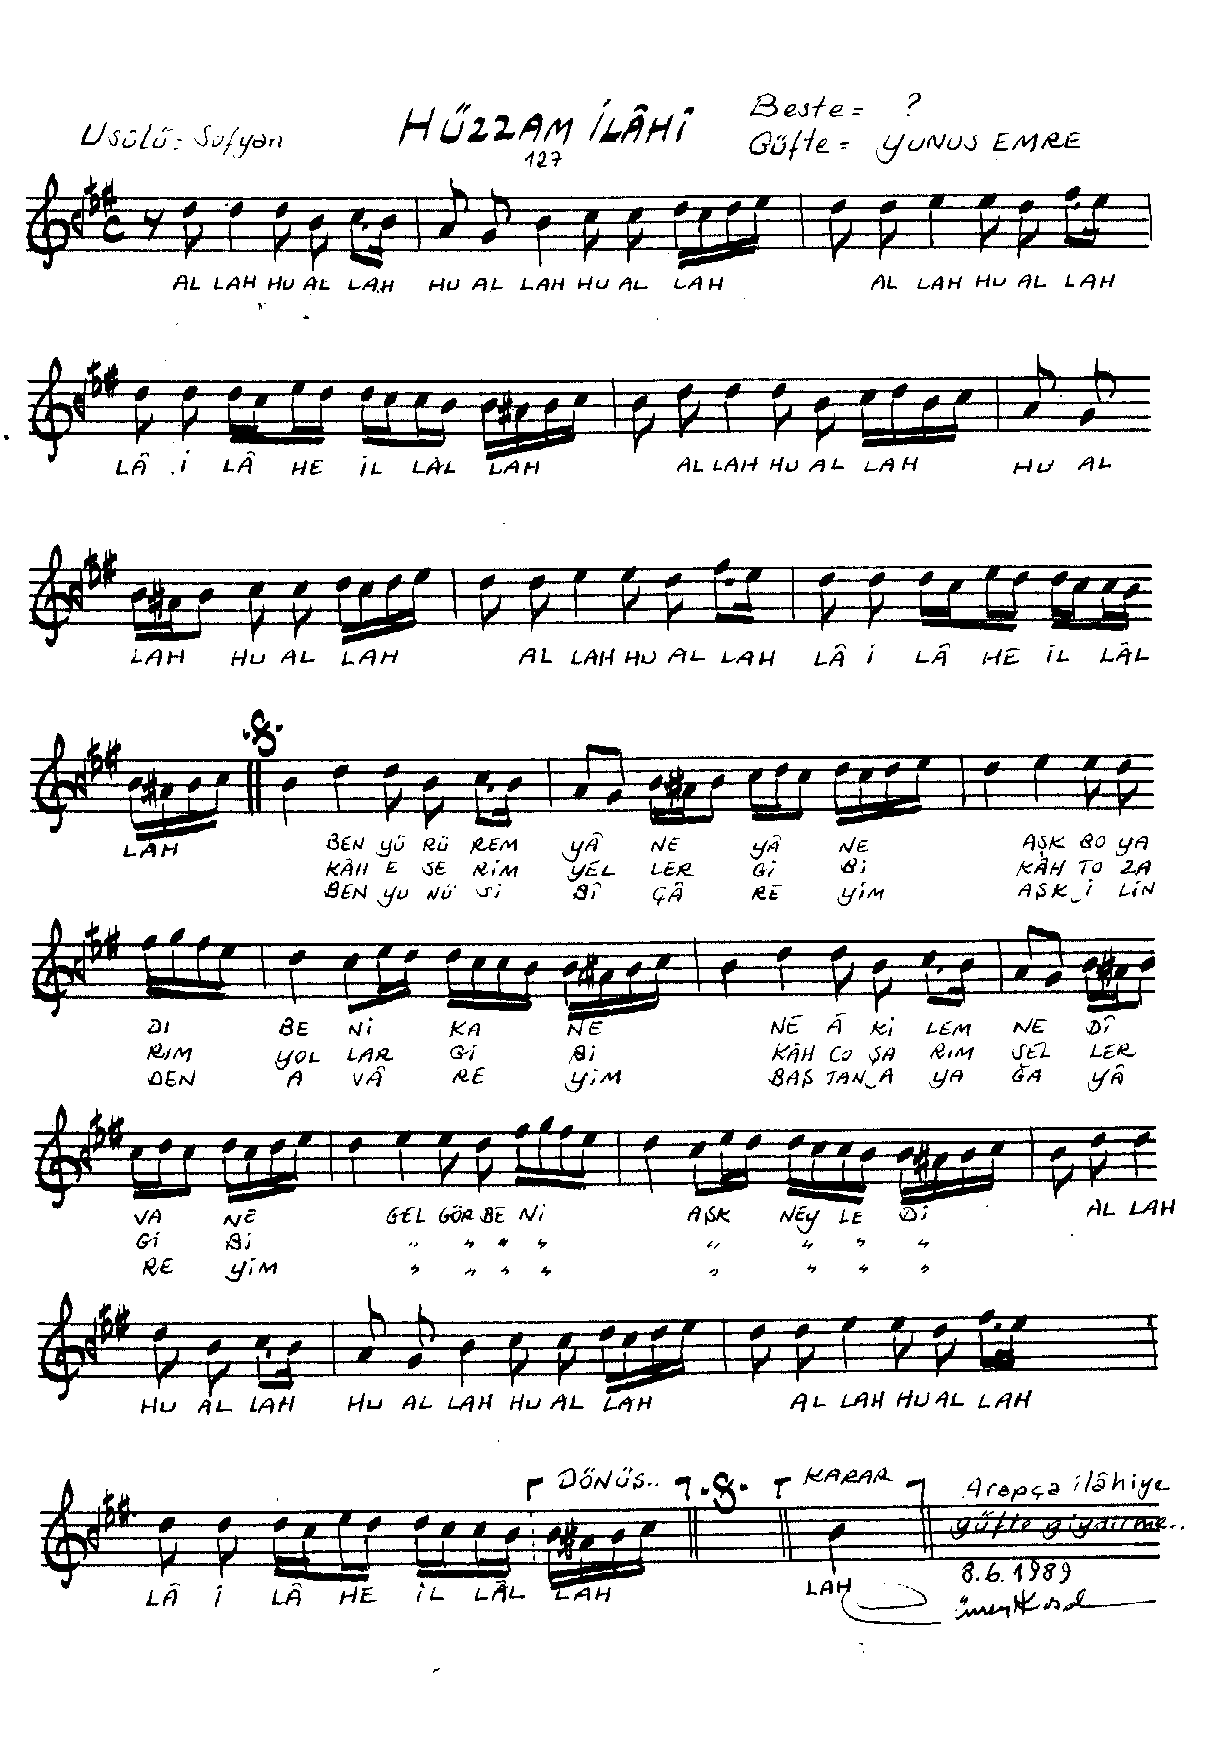 Usûlü: Sofyan
HÜZZAM İLÂHİ
127
Beste = ?
Güfte = YUNUS EMRE
AL LAH HU AL LAH HU AL LAH HU AL LAH AL LAH HU AL LAH
LÂ İ LÂ HE İL LÂL LAH AL LAH HU AL LAH HU AL
LAH HU AL LAH AL LAH HU AL LAH LÂ İ LÂ HE İL LÂL
LAH BEN YÜ RÜ REM YÂ NE YÂ NE AŞK BO YA
KÂH E SE RİM YEL LER Gİ Bİ KÂH TO ZA
BEN YU NÜ Sİ BÎ ÇÂ RE YİM AŞK_İ LİN
DI BE Nİ KA NE NE Â Kİ LEM NE DÎ
RIM YOL LAR Gİ Bİ KÂH CO ŞA RIM SEL LER
DEN A VÂ RE YİM BAŞ TAN_A YA ĞA YÂ
VA NE GEL GÖR BE Nİ AŞK NEY LE Dİ AL LAH
Gİ Bİ " " " " " " " "
RE YİM " " " " " " " "
HU AL LAH HU AL LAH HU AL LAH AL LAH HU AL LAH
DÖNÜŞ..
KARAR
LÂ İ LÂ HE İL LÂL LAH LAH
Arapça ilâhiye
güfte giydirme..
8.6.1989